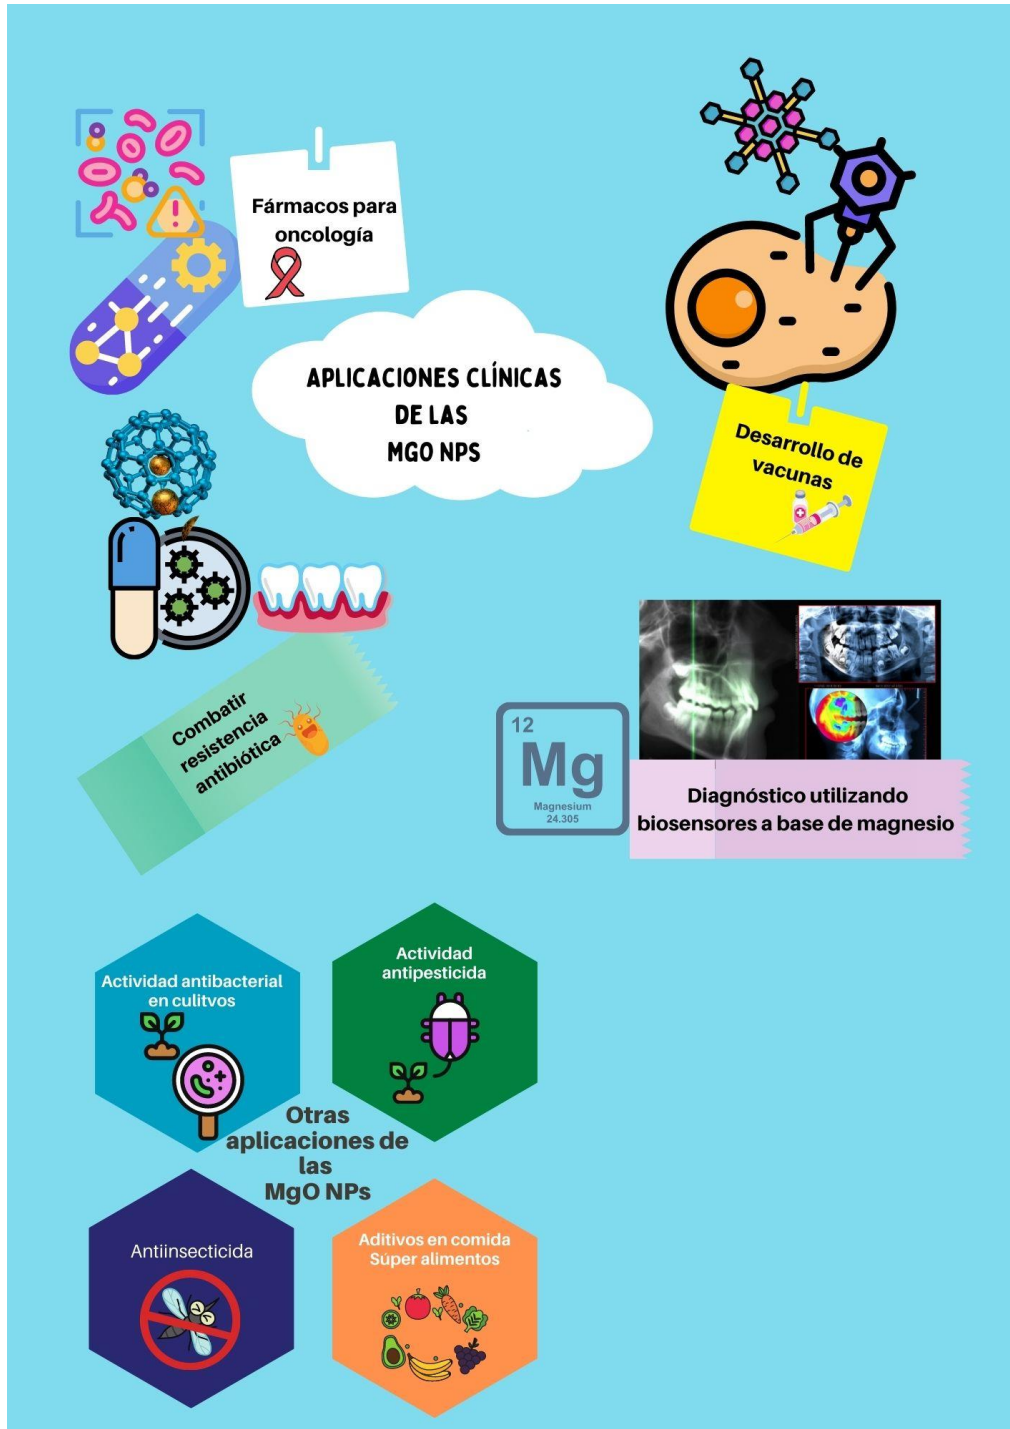 Fármacos para
oncología
APLICACIONES CLÍNICAS
DE LAS
MGO NPS
Desarrollo de
vacunas
Combatir
resistencia
antibiótica
12
Mg
Magnesium
24.305
Diagnóstico utilizando
biosensores a base de magnesio
Actividad antibacterial
en culitvos
Actividad
antipesticida
Otras
aplicaciones de
las
MgO NPs
Antiinsecticida
Aditivos en comida
Súper alimentos